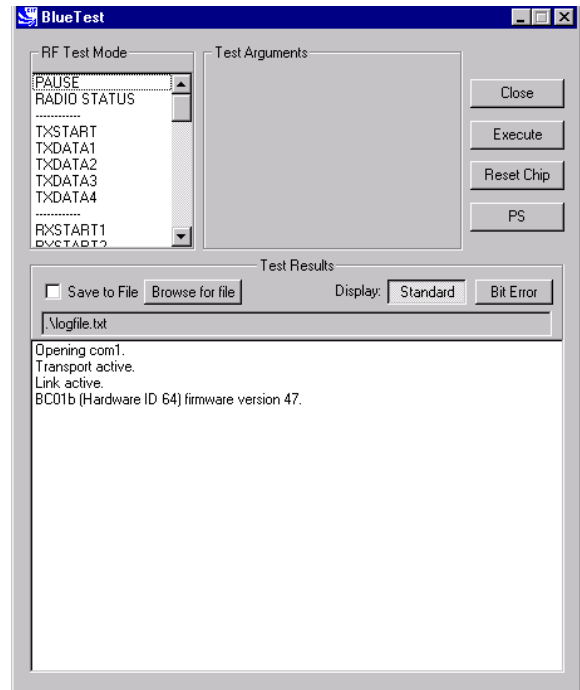 BlueTest
RF Test Mode
PAUSE
RADIO STATUS
-----------
TXSTART
TXDATA1
TXDATA2
TXDATA3
TXDATA4
-----------
RXSTART1
RXSTART2
Test Arguments
Close
Execute
Reset Chip
PS
Test Results
Save to File
Browse for file
Display:
Standard
Bit Error
.\logfile.txt
Opening com1.
Transport active.
Link active.
BC01b (Hardware ID 64) firmware version 47.